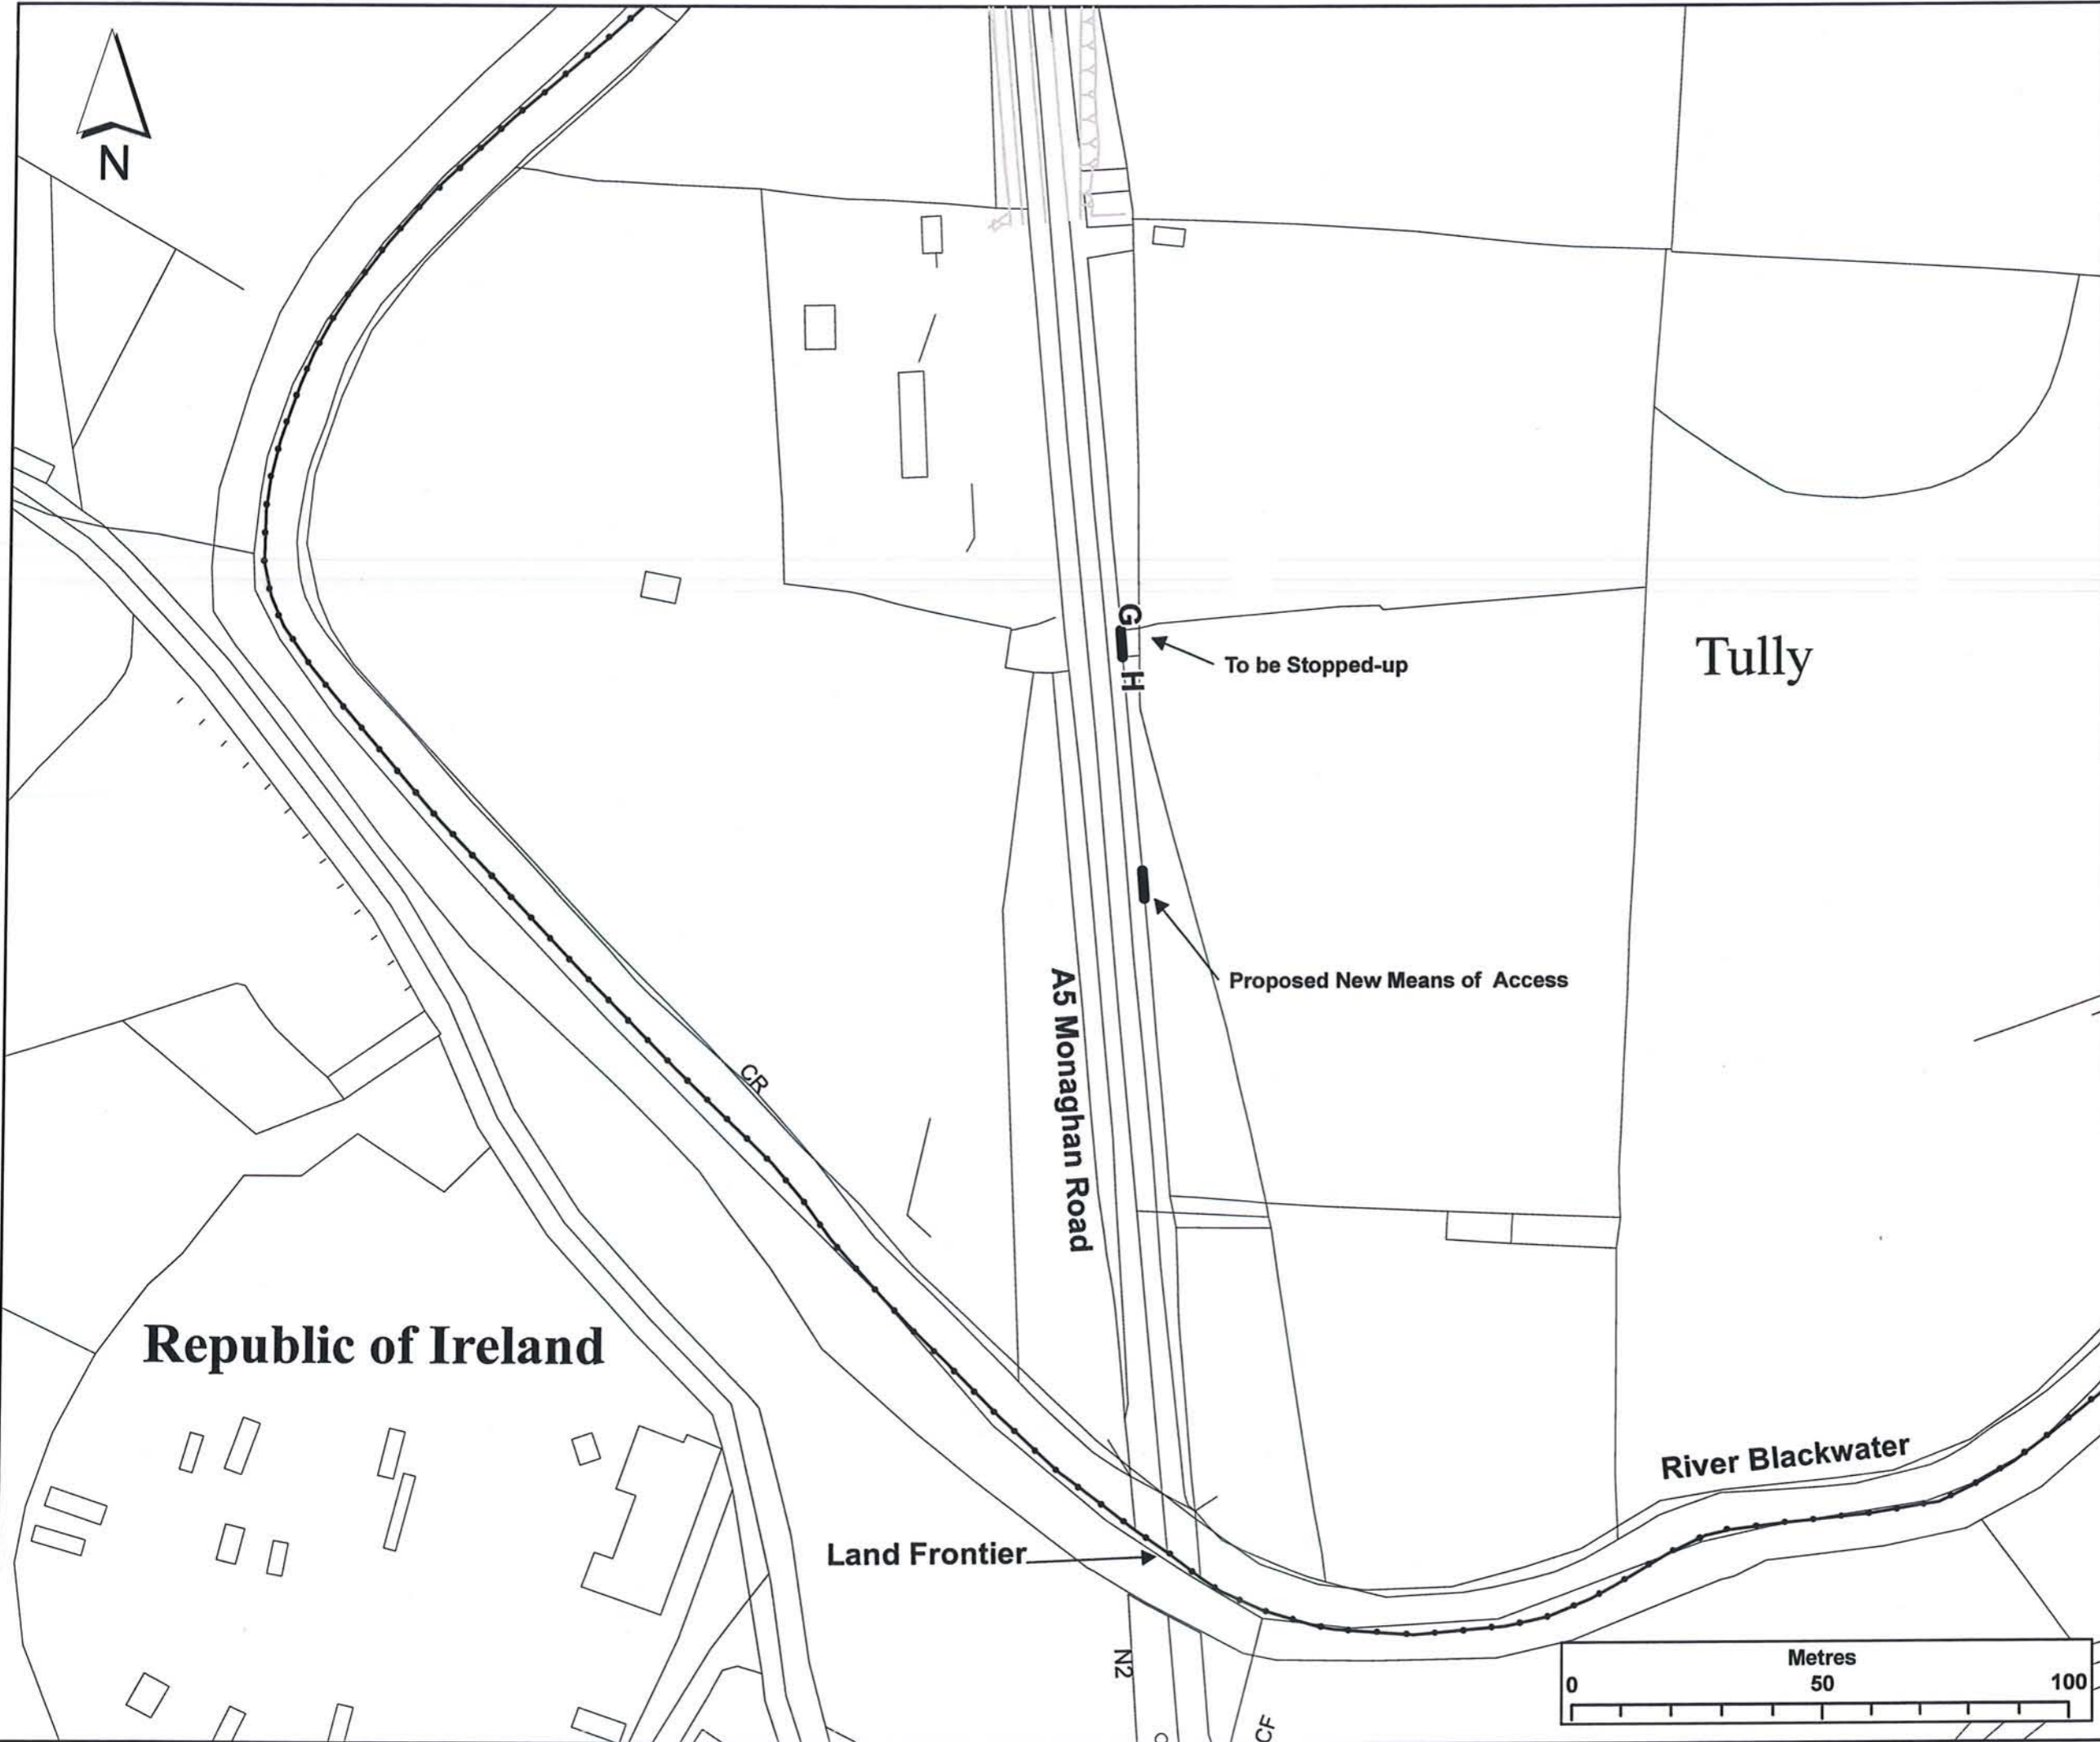 N
G
To be Stopped-up
H
Tully
Proposed New Means of Access
A5 Monaghan Road
CR
Republic of Ireland
River Blackwater
Land Frontier
N2
CF
Metres
0 50 100